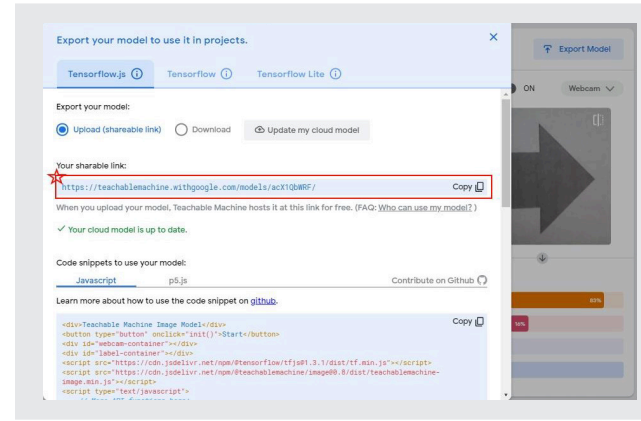 Export your model to use it in projects.
Export Model
Tensorflow.js
Tensorflow
Tensorflow Lite
ON
Webcam
Export your model:
Upload (shareable link)
Download
Update my cloud model
Your sharable link:
https://teachablemachine.withgoogle.com/models/acX1QbWRF/
Copy
When you upload your model, Teachable Machine hosts it at this link for free. (FAQ: Who can use my model? )
Your cloud model is up to date.
Code snippets to use your model:
Javascript
p5.js
Contribute on Github
Learn more about how to use the code snippet on github.
Copy
<div>Teachable Machine Image Model</div>
<button type="button" onclick="init()">Start</button>
<div id="webcam-container"></div>
<div id="label-container"></div>
<script src="https://cdn.jsdelivr.net/npm/@tensorflow/tfjs@1.3.1/dist/tf.min.js"></script>
<script src="https://cdn.jsdelivr.net/npm/@teachablemachine/image@0.8/dist/teachablemachine-
image.min.js"></script>
<script type="text/javascript">